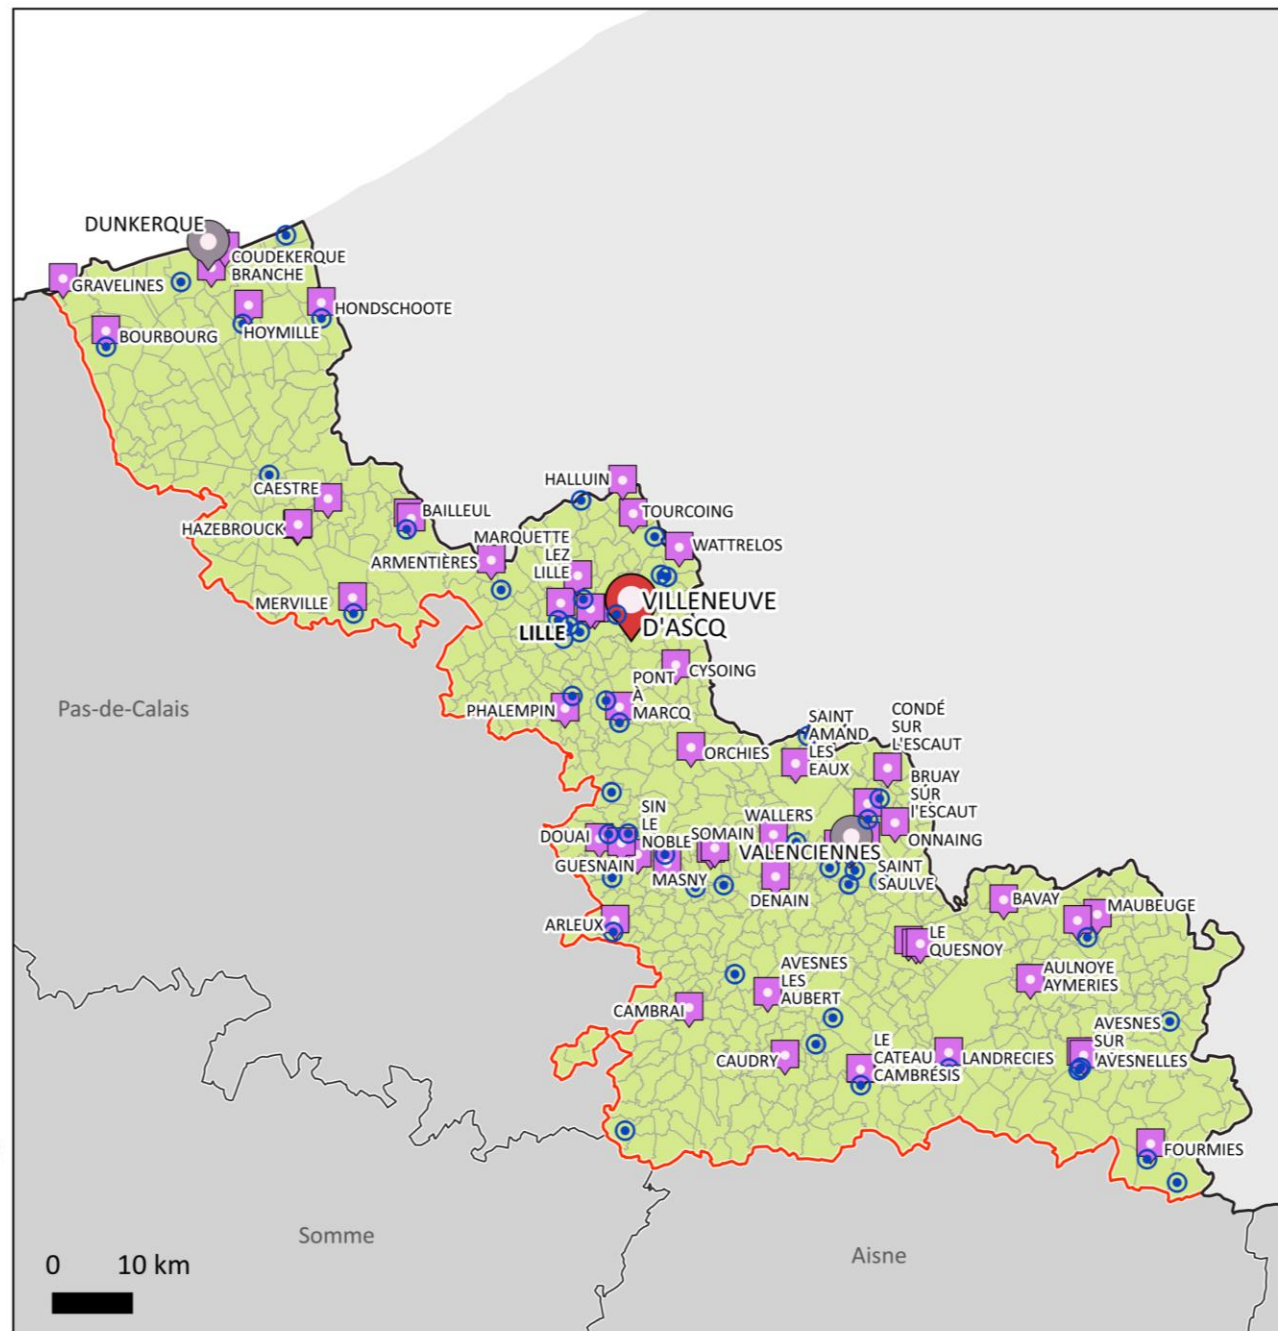 DUNKERQUE
COUDEKERQUE
BRANCHE
GRAVELINES
HONDSCHOOTE
BOURBOURG
HOYMILLE
HALLUIN
CAESTRE
BAILLEUL
TOURCOING
HAZEBROUCK
MARQUETTE
LEZ
LILLE
WATTRELOS
ARMENTIÈRES
MERVILLE
VILLENEUVE
D'ASCQ
LILLE
CYSOING
PONT
À
MARCQ
PHALEMPIN
Pas-de-Calais
SAINT
AMAND
LES
EAUX
CONDÉ
SUR
L'ESCAUT
ORCHIES
BRUAY
SUR
l'ESCAUT
SIN
LE
NOBLE
WALLERS
DOUAI
SOMAIN
ONNAING
VALENCIENNES
GUESNAIN
MASNY
SAINT
SAULVE
DENAIN
BAVAY
MAUBEUGE
ARLEUX
LE
QUESNOY
AVESNES
LES
AUBERT
AULNOYE
AYMERIES
CAMBRAI
AVESNES
SUR
AVESNELLES
LE
CATEAU
CAMBRÉSIS
CAUDRY
LANDRECIES
FOURMIES
Somme
Aisne
0 10 km